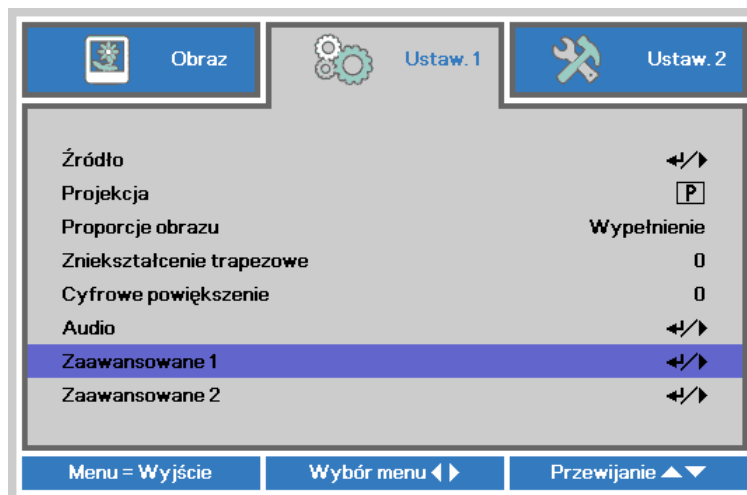 Obraz Ustaw. 1 Ustaw. 2
Źródło
Projekcja P
Proporcje obrazu Wypełnienie
Zniekształcenie trapezowe 0
Cyfrowe powiększenie 0
Audio
Zaawansowane 1
Zaawansowane 2
Menu = Wyjście Wybór menu Przewijanie